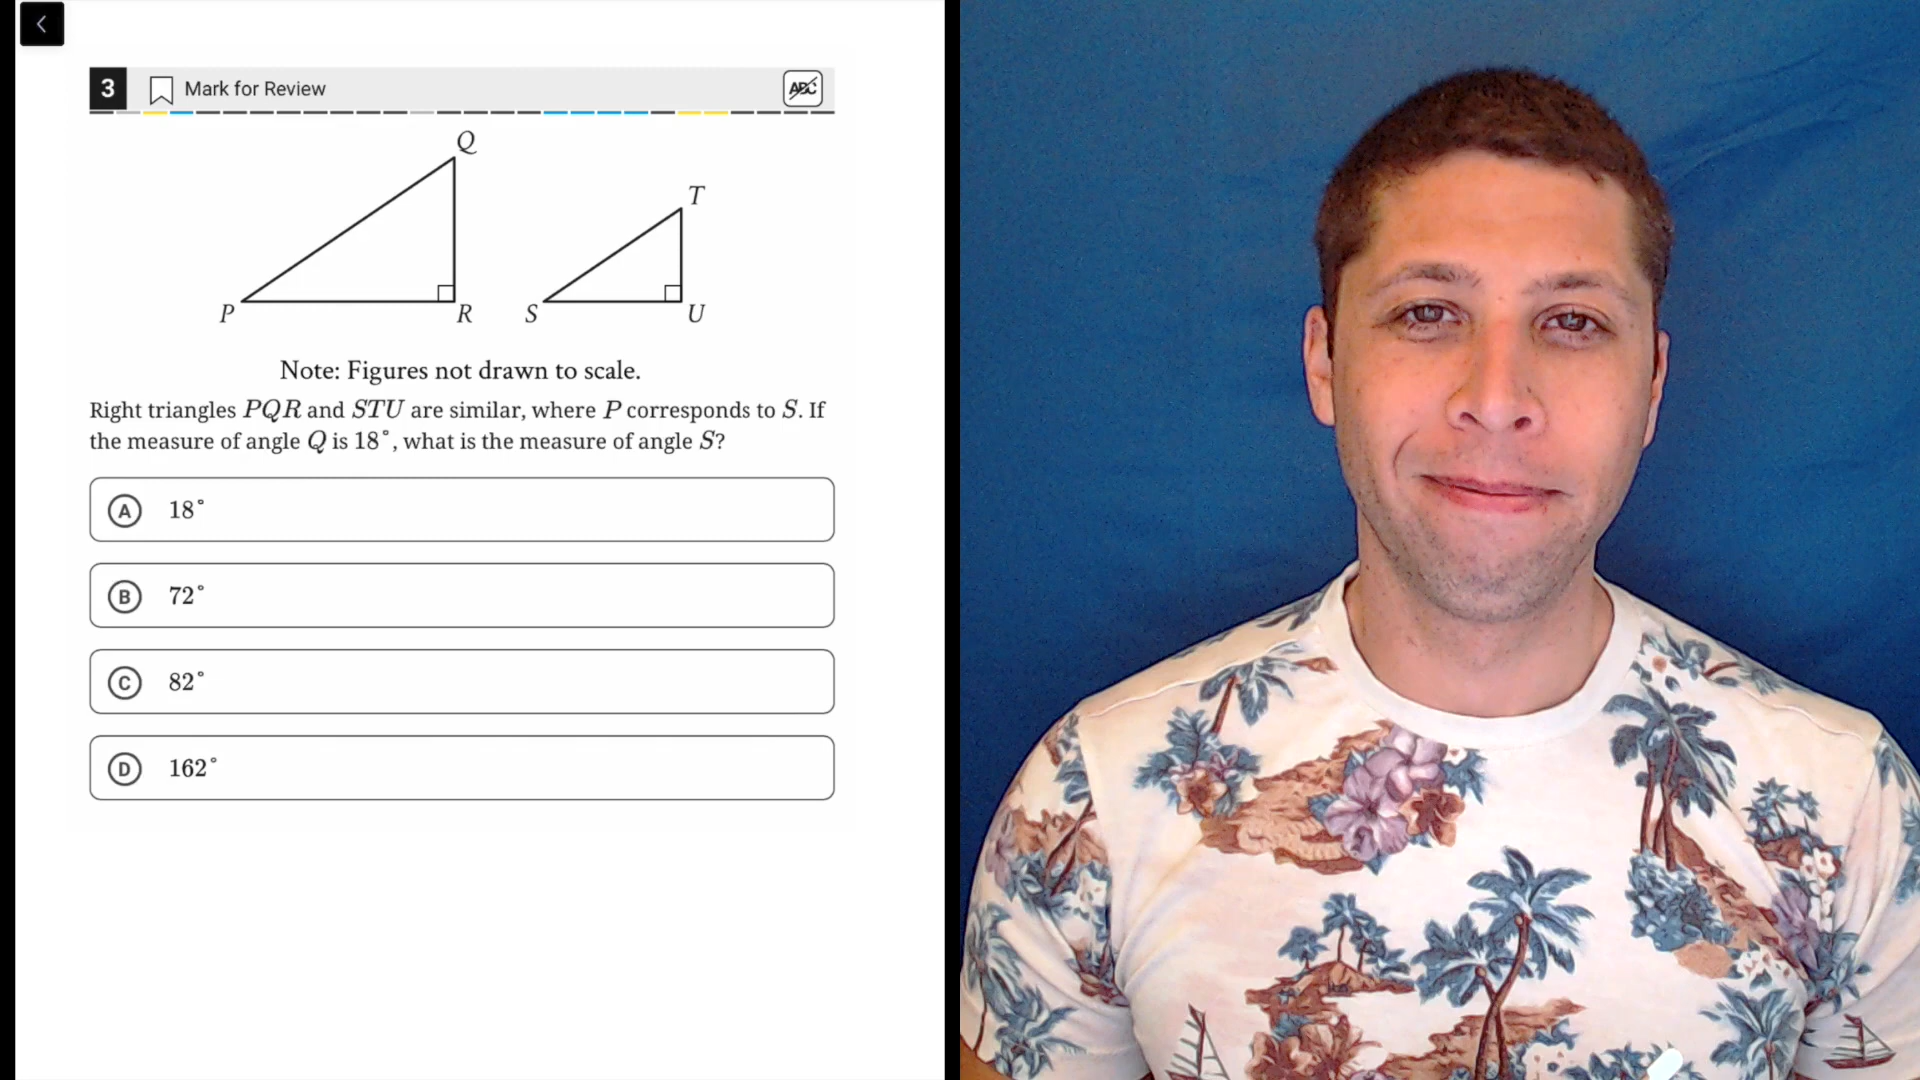 3 Mark for Review ABC
Q
T
P
R
S
U
Note: Figures not drawn to scale.
Right triangles PQR and STU are similar, where P corresponds to S. If
the measure of angle Q is 18°, what is the measure of angle S?
A 18°
B 72°
C 82°
D 162°